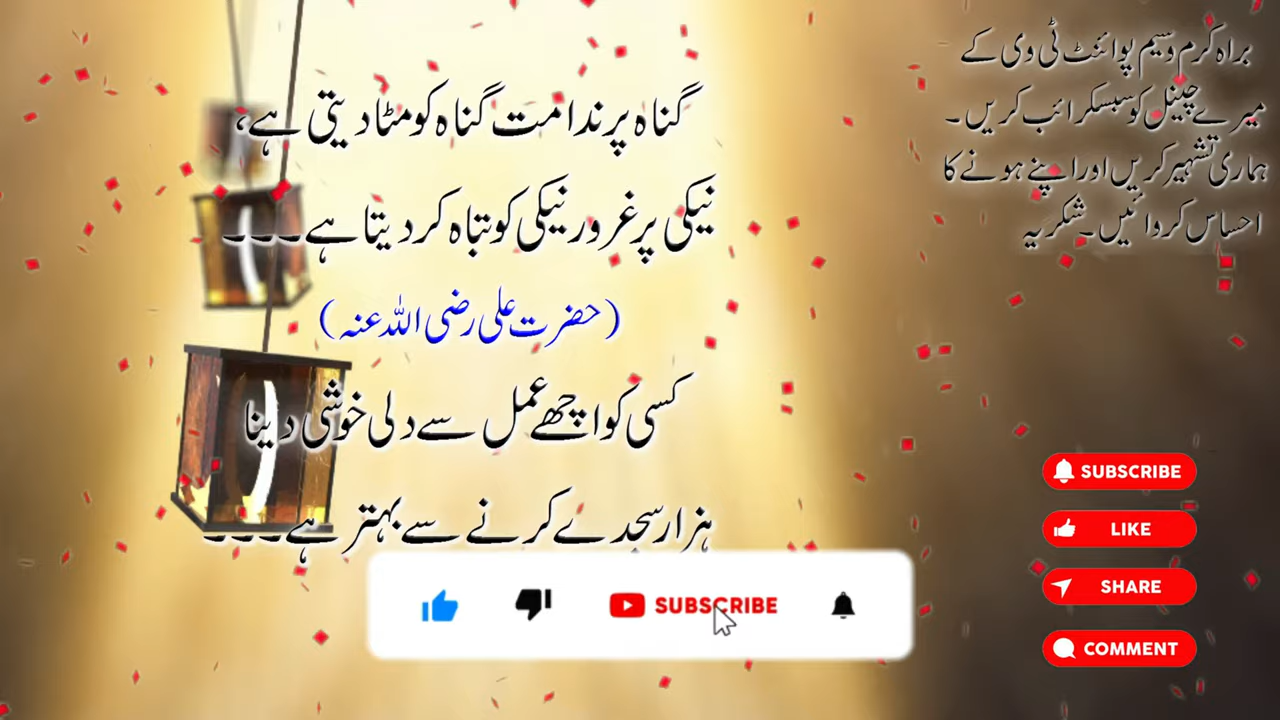 گناہ پر ندامت گناہ کو مٹا دیتی ہے،
نیکی پر غرور نیکی کو تباہ کر دیتا ہے۔۔۔
(حضرت علی رضی اللہ عنہ)
کسی کو اچھے عمل سے دلی خوشی دینا
ہزار سجدے کرنے سے بہتر ہے۔۔۔
براہ کرم وسیم پوائنٹ ٹی وی کے
میرے چینل کو سبسکرائب کریں۔
ہماری تشہیر کریں اور اپنے ہونے کا
احساس کروائیں۔ شکریہ
SUBSCRIBE
LIKE
SHARE
COMMENT
SUBSCRIBE